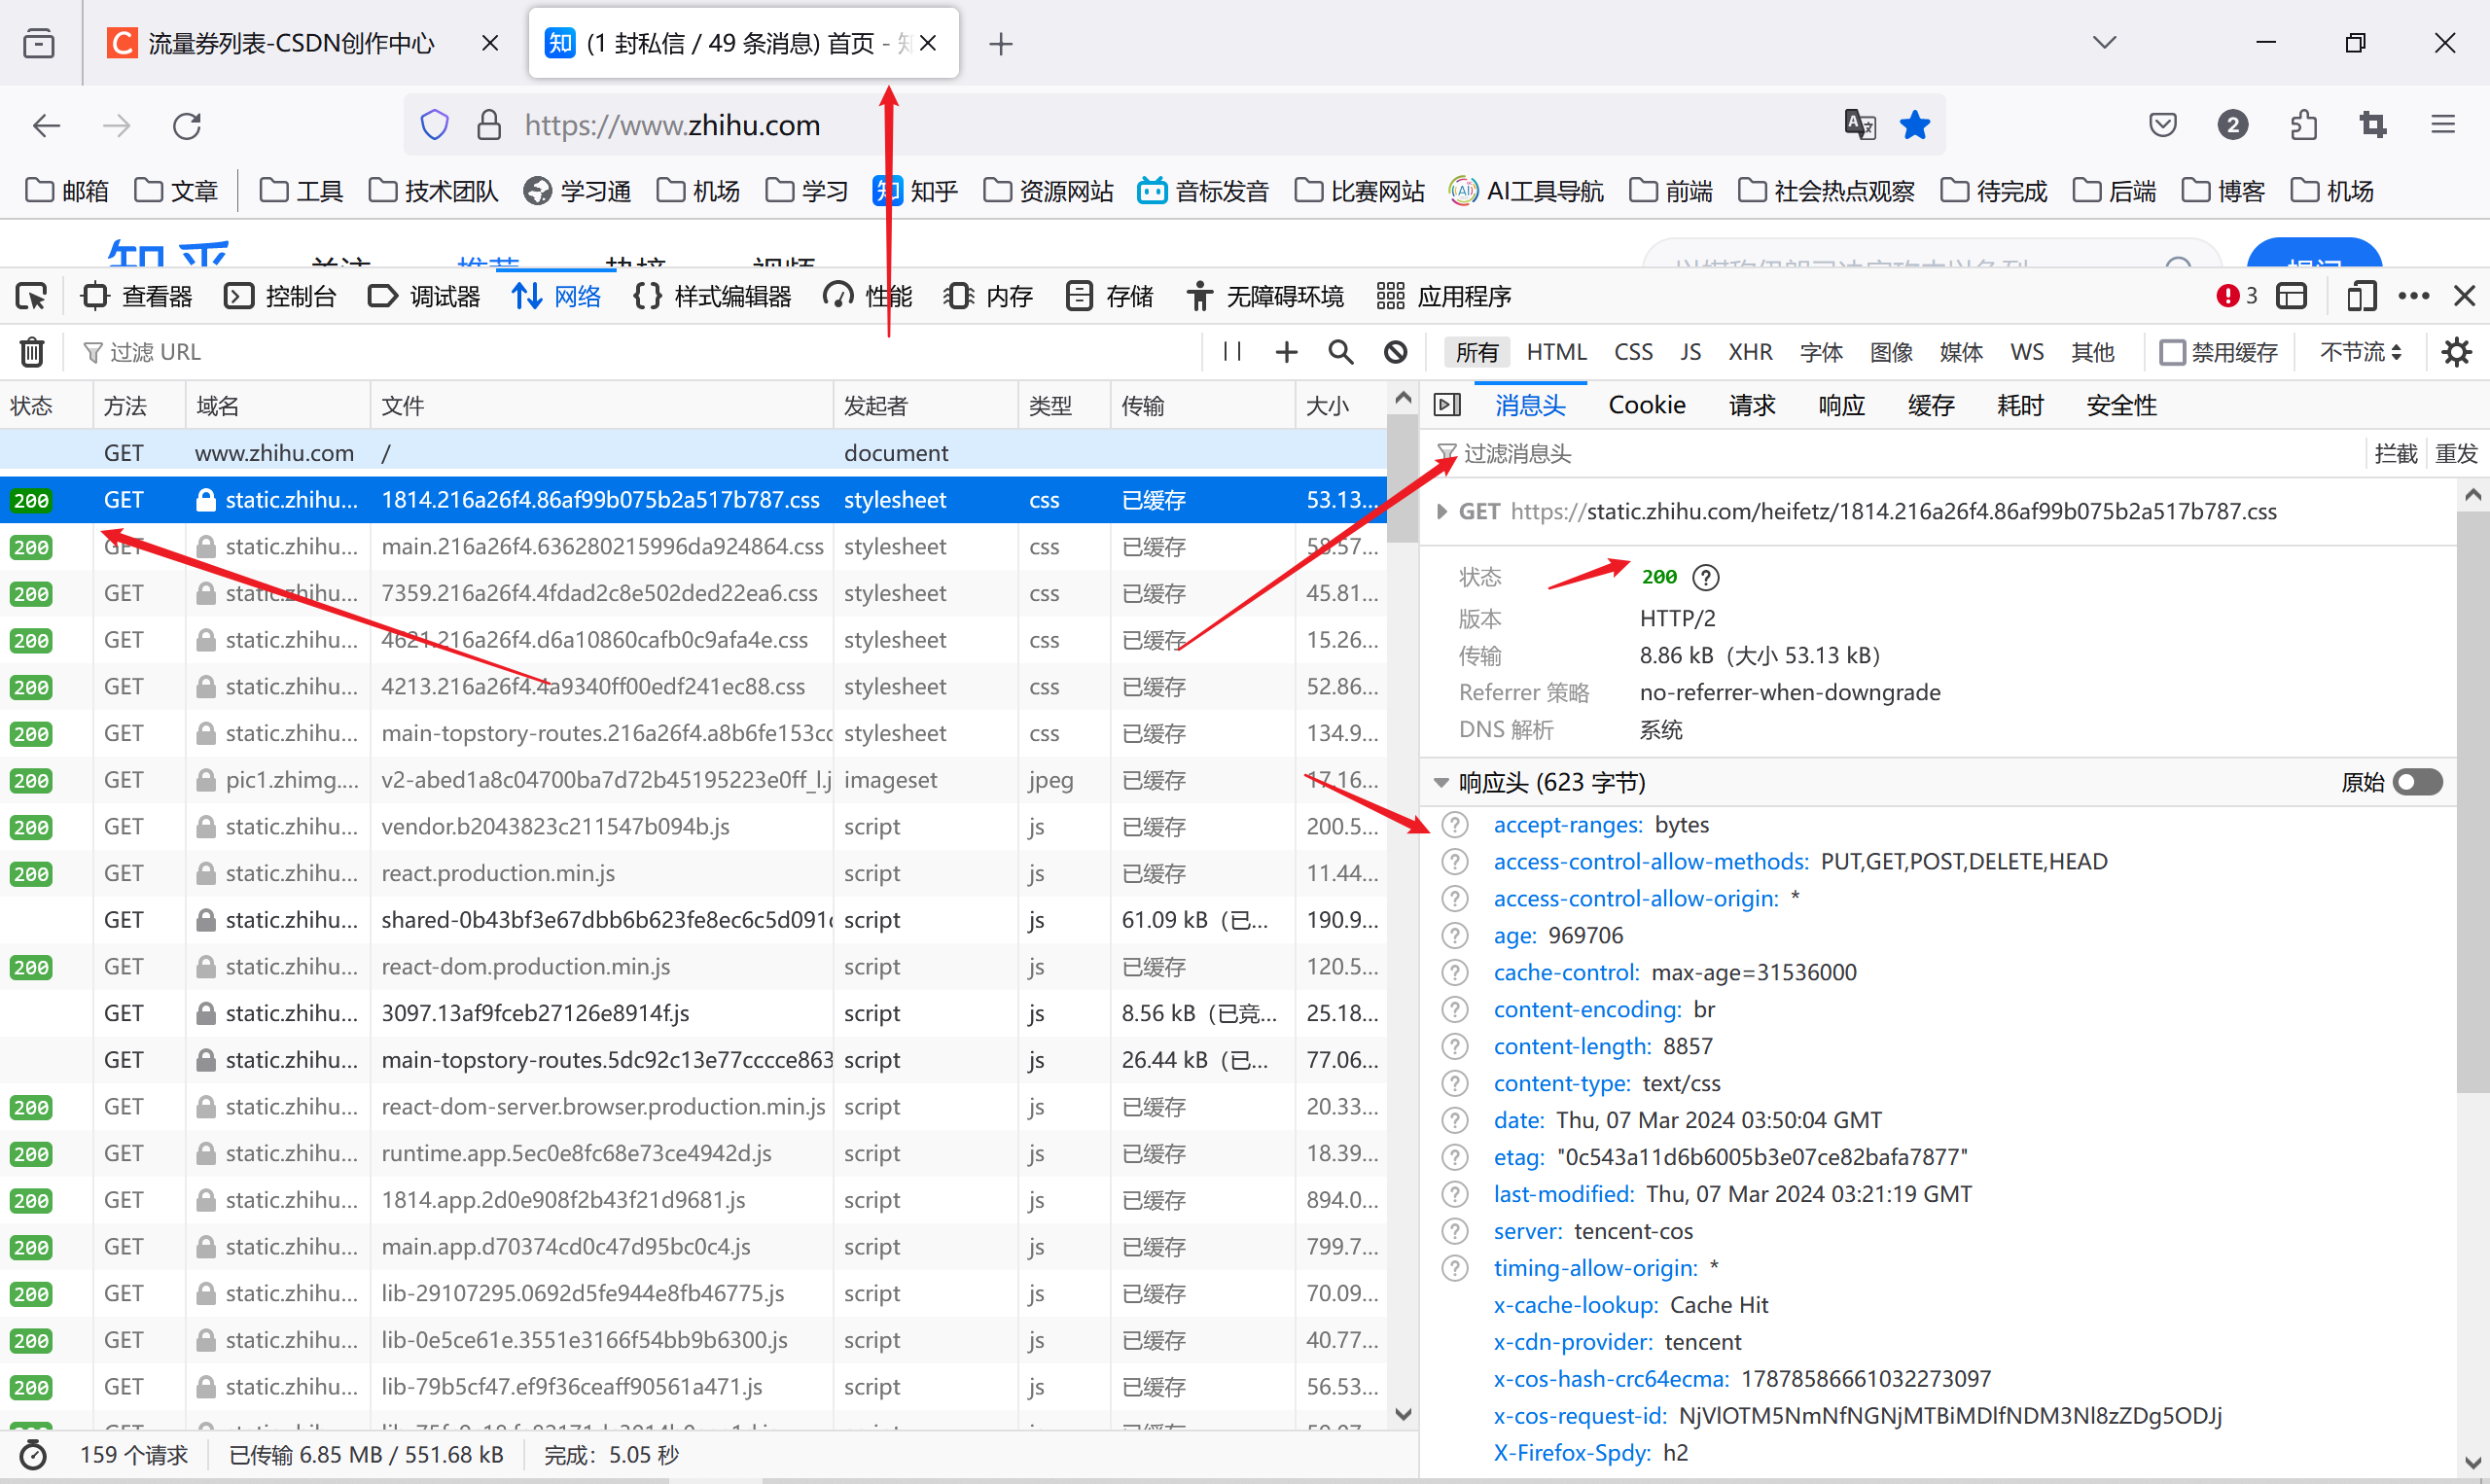 流量券列表-CSDN创作中心
知 (1 封私信 / 49 条消息) 首页 - 知
https://www.zhihu.com
2
邮箱 文章 工具 技术团队 学习通 机场 学习 知 知乎 资源网站 音标发音 比赛网站 AI工具导航 前端 社会热点观察 待完成 后端 博客 机场
知乎 关注 推荐 热榜 视频 提问
查看器 控制台 调试器 网络 样式编辑器 性能 内存 存储 无障碍环境 应用程序 3
过滤 URL 所有 HTML CSS JS XHR 字体 图像 媒体 WS 其他 禁用缓存 不节流
状态 方法 域名 文件 发起者 类型 传输 大小
GET www.zhihu.com / document
200 GET static.zhihu... 1814.216a26f4.86af99b075b2a517b787.css stylesheet css 已缓存 53.13...
200 GET static.zhihu... main.216a26f4.636280215996da924864.css stylesheet css 已缓存 58.57...
200 GET static.zhihu... 7359.216a26f4.4fdad2c8e502ded22ea6.css stylesheet css 已缓存 45.81...
200 GET static.zhihu... 4621.216a26f4.d6a10860cafb0c9afa4e.css stylesheet css 已缓存 15.26...
200 GET static.zhihu... 4213.216a26f4.4a9340ff00edf241ec88.css stylesheet css 已缓存 52.86...
200 GET static.zhihu... main-topstory-routes.216a26f4.a8b6fe153cc stylesheet css 已缓存 134.9...
200 GET pic1.zhimg.... v2-abed1a8c04700ba7d72b45195223e0ff_l.j imageset jpeg 已缓存 17.16...
200 GET static.zhihu... vendor.b2043823c211547b094b.js script js 已缓存 200.5...
200 GET static.zhihu... react.production.min.js script js 已缓存 11.44...
GET static.zhihu... shared-0b43bf3e67dbb6b623fe8ec6c5d091c script js 61.09 kB（已... 190.9...
200 GET static.zhihu... react-dom.production.min.js script js 已缓存 120.5...
GET static.zhihu... 3097.13af9fceb27126e8914f.js script js 8.56 kB（已竞... 25.18...
GET static.zhihu... main-topstory-routes.5dc92c13e77cccce863 script js 26.44 kB（已... 77.06...
200 GET static.zhihu... react-dom-server.browser.production.min.js script js 已缓存 20.33...
200 GET static.zhihu... runtime.app.5ec0e8fc68e73ce4942d.js script js 已缓存 18.39...
200 GET static.zhihu... 1814.app.2d0e908f2b43f21d9681.js script js 已缓存 894.0...
200 GET static.zhihu... main.app.d70374cd0c47d95bc0c4.js script js 已缓存 799.7...
200 GET static.zhihu... lib-29107295.0692d5fe944e8fb46775.js script js 已缓存 70.09...
200 GET static.zhihu... lib-0e5ce61e.3551e3166f54bb9b6300.js script js 已缓存 40.77...
200 GET static.zhihu... lib-79b5cf47.ef9f36ceaff90561a471.js script js 已缓存 56.53...
159 个请求 已传输 6.85 MB / 551.68 kB 完成：5.05 秒
消息头 Cookie 请求 响应 缓存 耗时 安全性
过滤消息头 拦截 重发
GET https://static.zhihu.com/heifetz/1814.216a26f4.86af99b075b2a517b787.css
状态 200
版本 HTTP/2
传输 8.86 kB（大小 53.13 kB）
Referrer 策略 no-referrer-when-downgrade
DNS 解析 系统
响应头 (623 字节) 原始
accept-ranges: bytes
access-control-allow-methods: PUT,GET,POST,DELETE,HEAD
access-control-allow-origin: *
age: 969706
cache-control: max-age=31536000
content-encoding: br
content-length: 8857
content-type: text/css
date: Thu, 07 Mar 2024 03:50:04 GMT
etag: "0c543a11d6b6005b3e07ce82bafa7877"
last-modified: Thu, 07 Mar 2024 03:21:19 GMT
server: tencent-cos
timing-allow-origin: *
x-cache-lookup: Cache Hit
x-cdn-provider: tencent
x-cos-hash-crc64ecma: 17878586661032273097
x-cos-request-id: NjVlOTM5NmNfNGNjMTBiMDlfNDM3Nl8zZDg5ODJj
X-Firefox-Spdy: h2